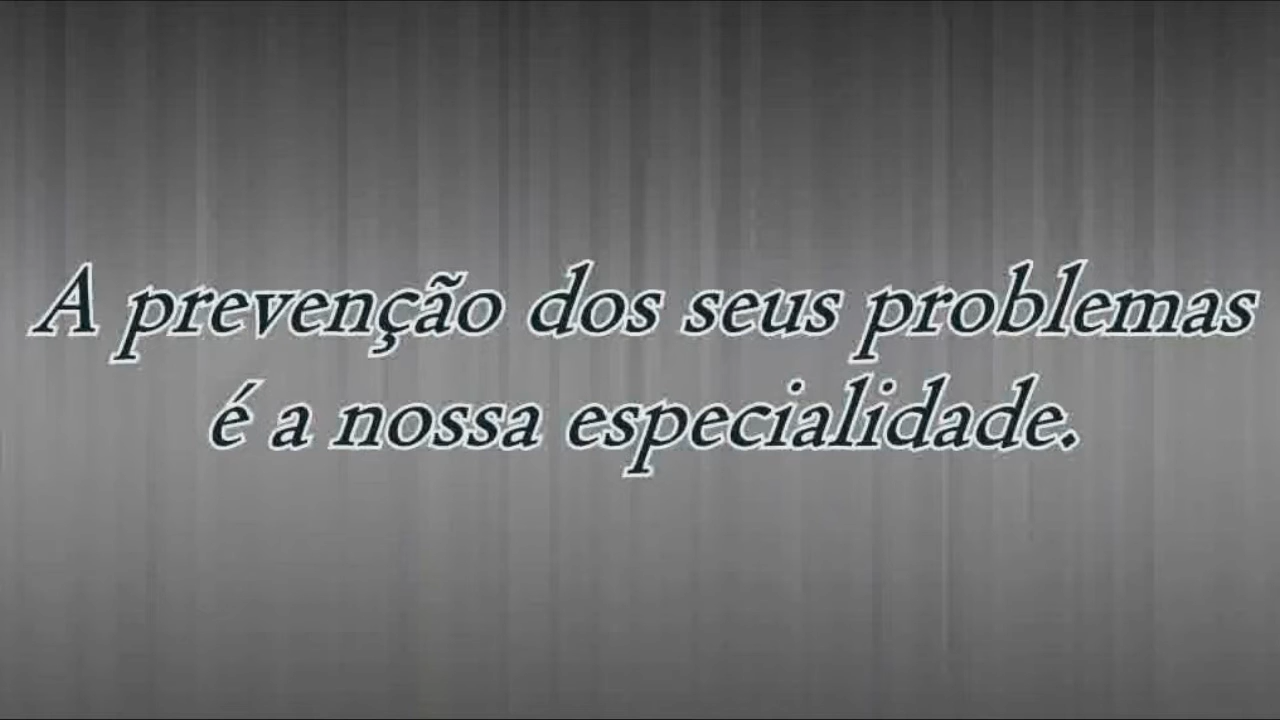 A prevenção dos seus problemas
é a nossa especialidade.